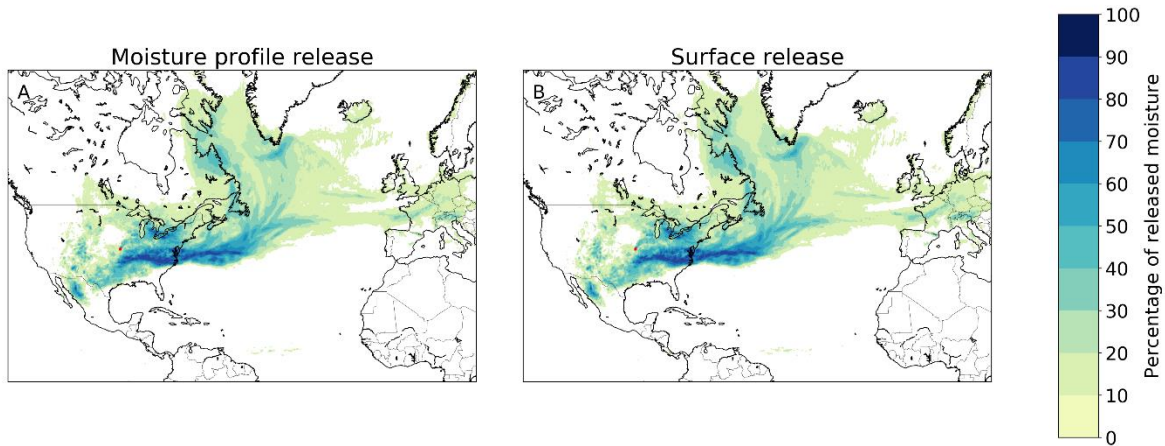 Moisture profile release
A
Surface release
B
100
90
80
70
60
50
40
30
20
10
0
Percentage of released moisture